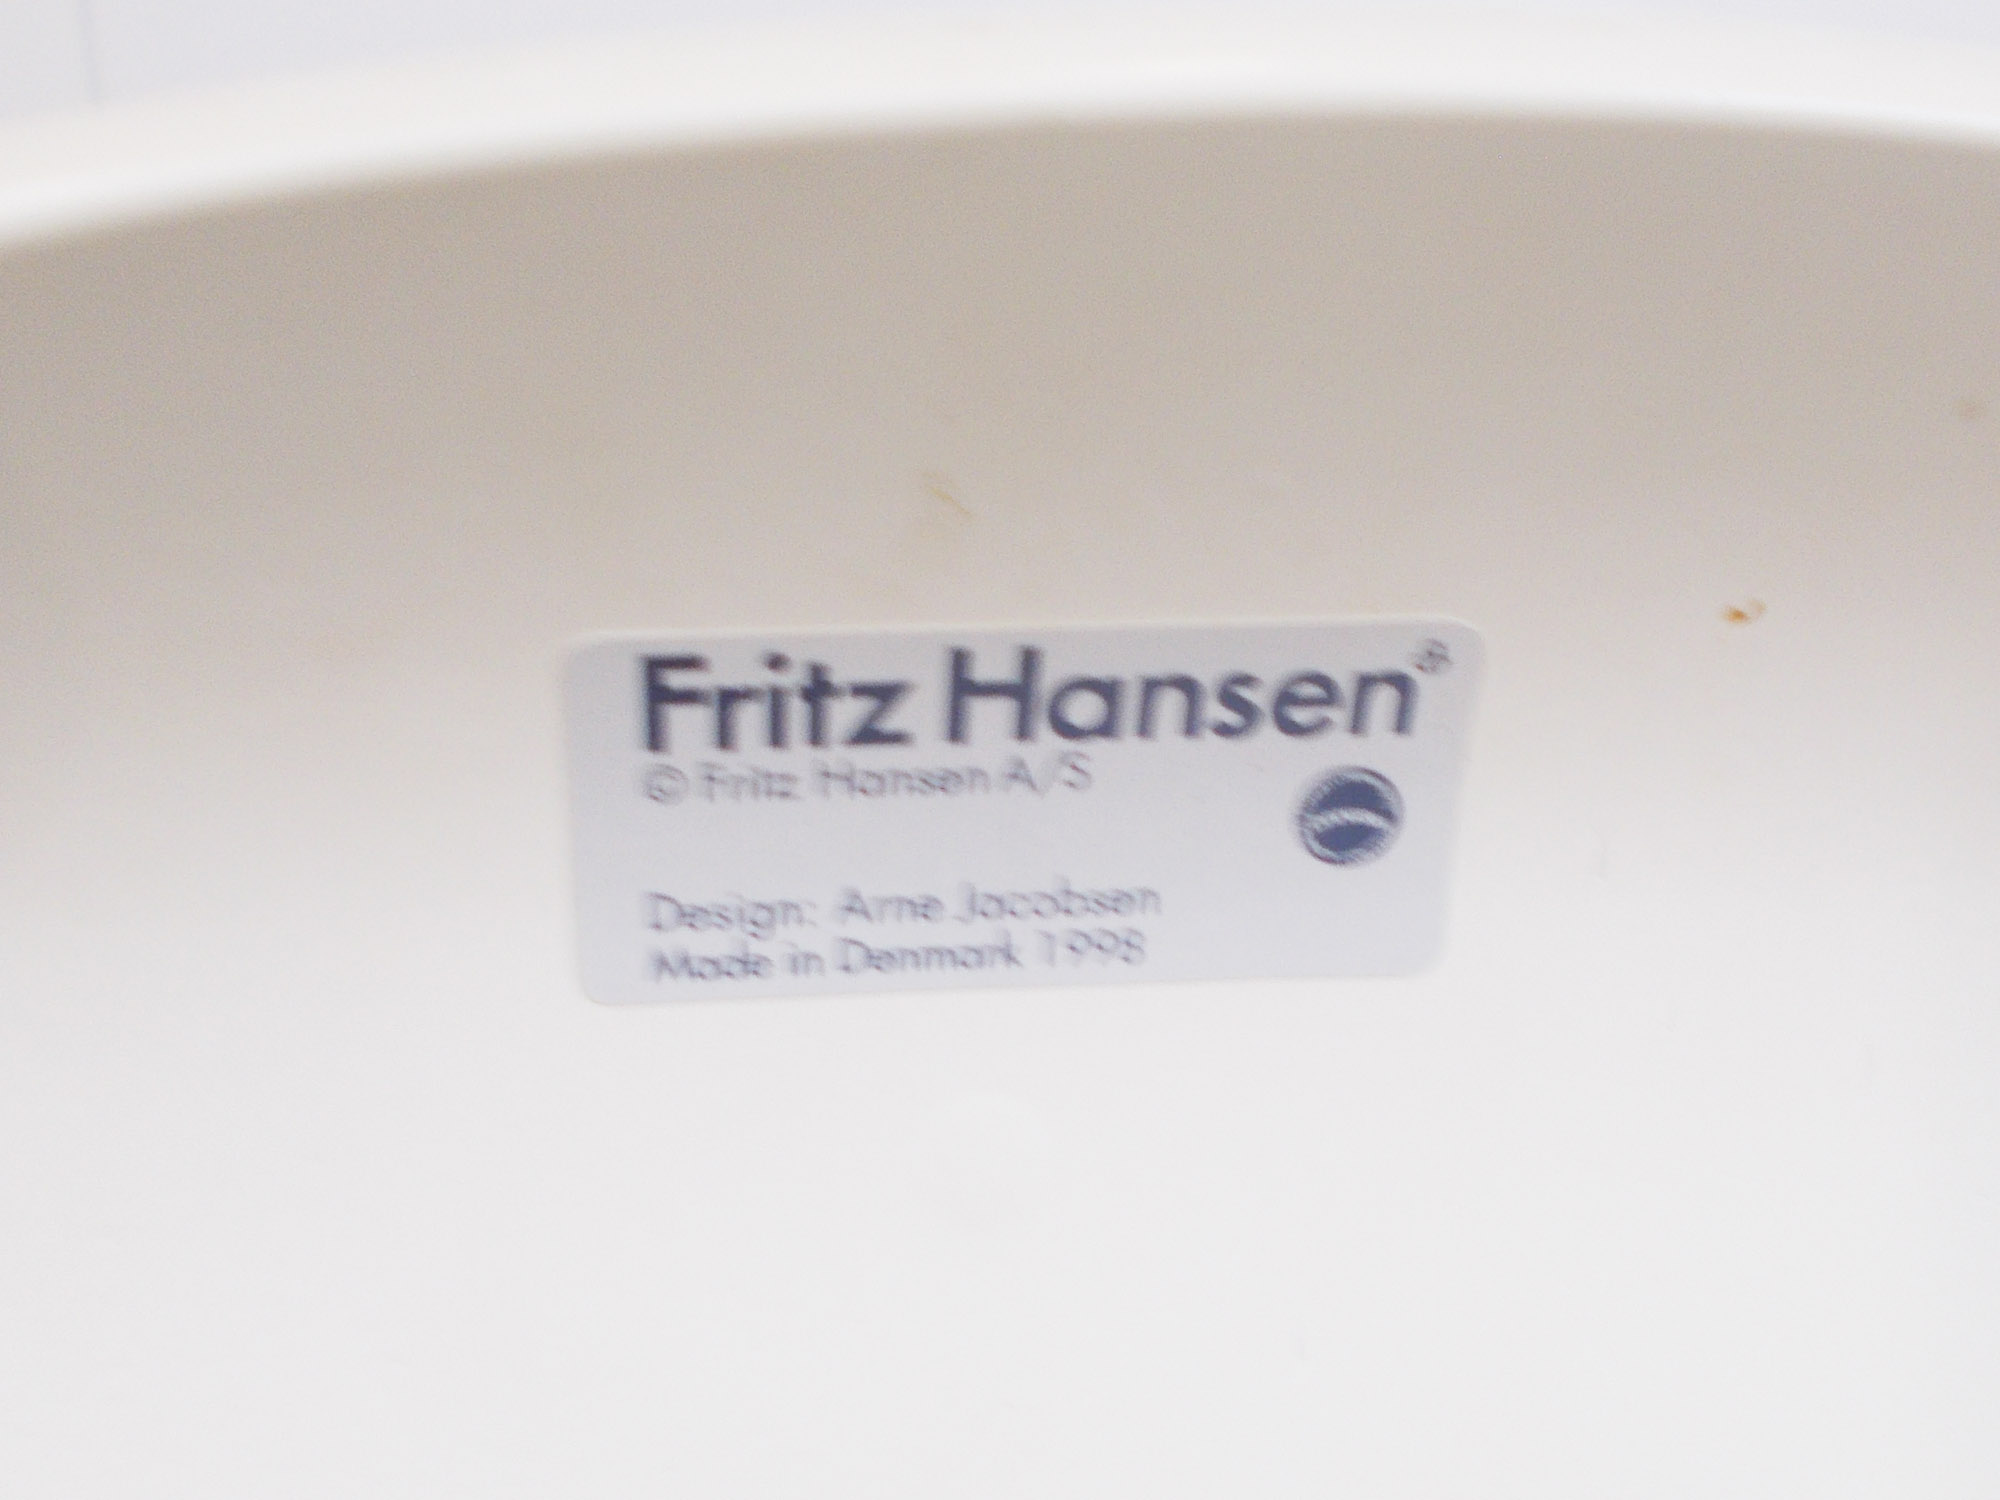 Fritz Hansen®
© Fritz Hansen A/S
Design: Arne Jacobsen
Made in Denmark 1998